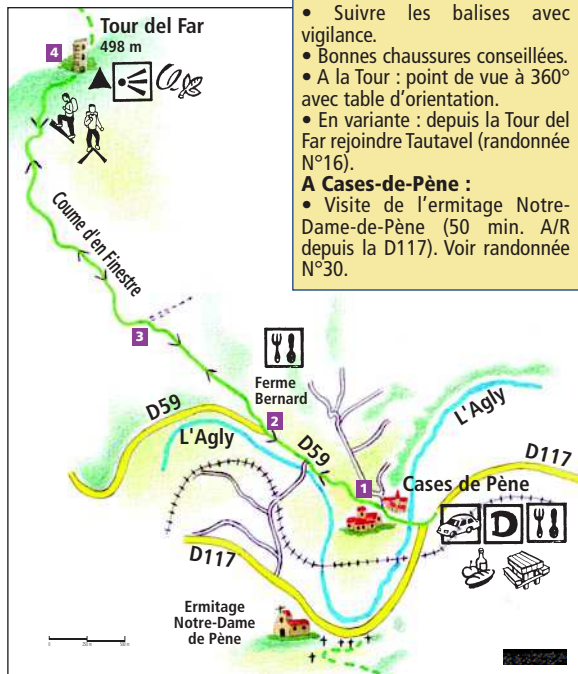 Tour del Far
498 m
4
• Suivre les balises avec
vigilance.
• Bonnes chaussures conseillées.
• A la Tour : point de vue à 360°
avec table d'orientation.
• En variante : depuis la Tour del
Far rejoindre Tautavel (randonnée
N°16).
A Cases-de-Pène :
• Visite de l'ermitage Notre-
Dame-de-Pène (50 min. A/R
depuis la D117). Voir randonnée
N°30.
Coume d'en Finestre
3
Ferme
Bernard
D59
2
L'Agly
D59
L'Agly
1
Cases de Pène
D117
D
D117
Ermitage
Notre-Dame
de Pène